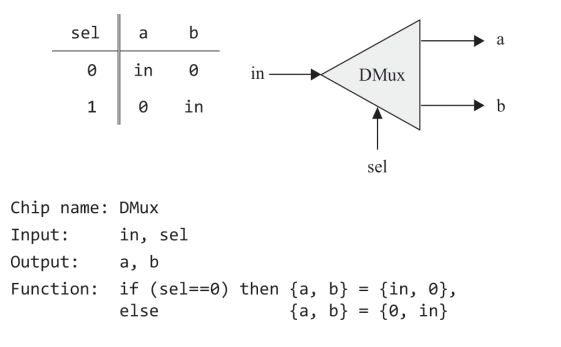 sel a b
0 in 0
1 0 in
in
DMux
a
b
sel
Chip name: DMux
Input: in, sel
Output: a, b
Function: if (sel==0) then {a, b} = {in, 0},
else {a, b} = {0, in}